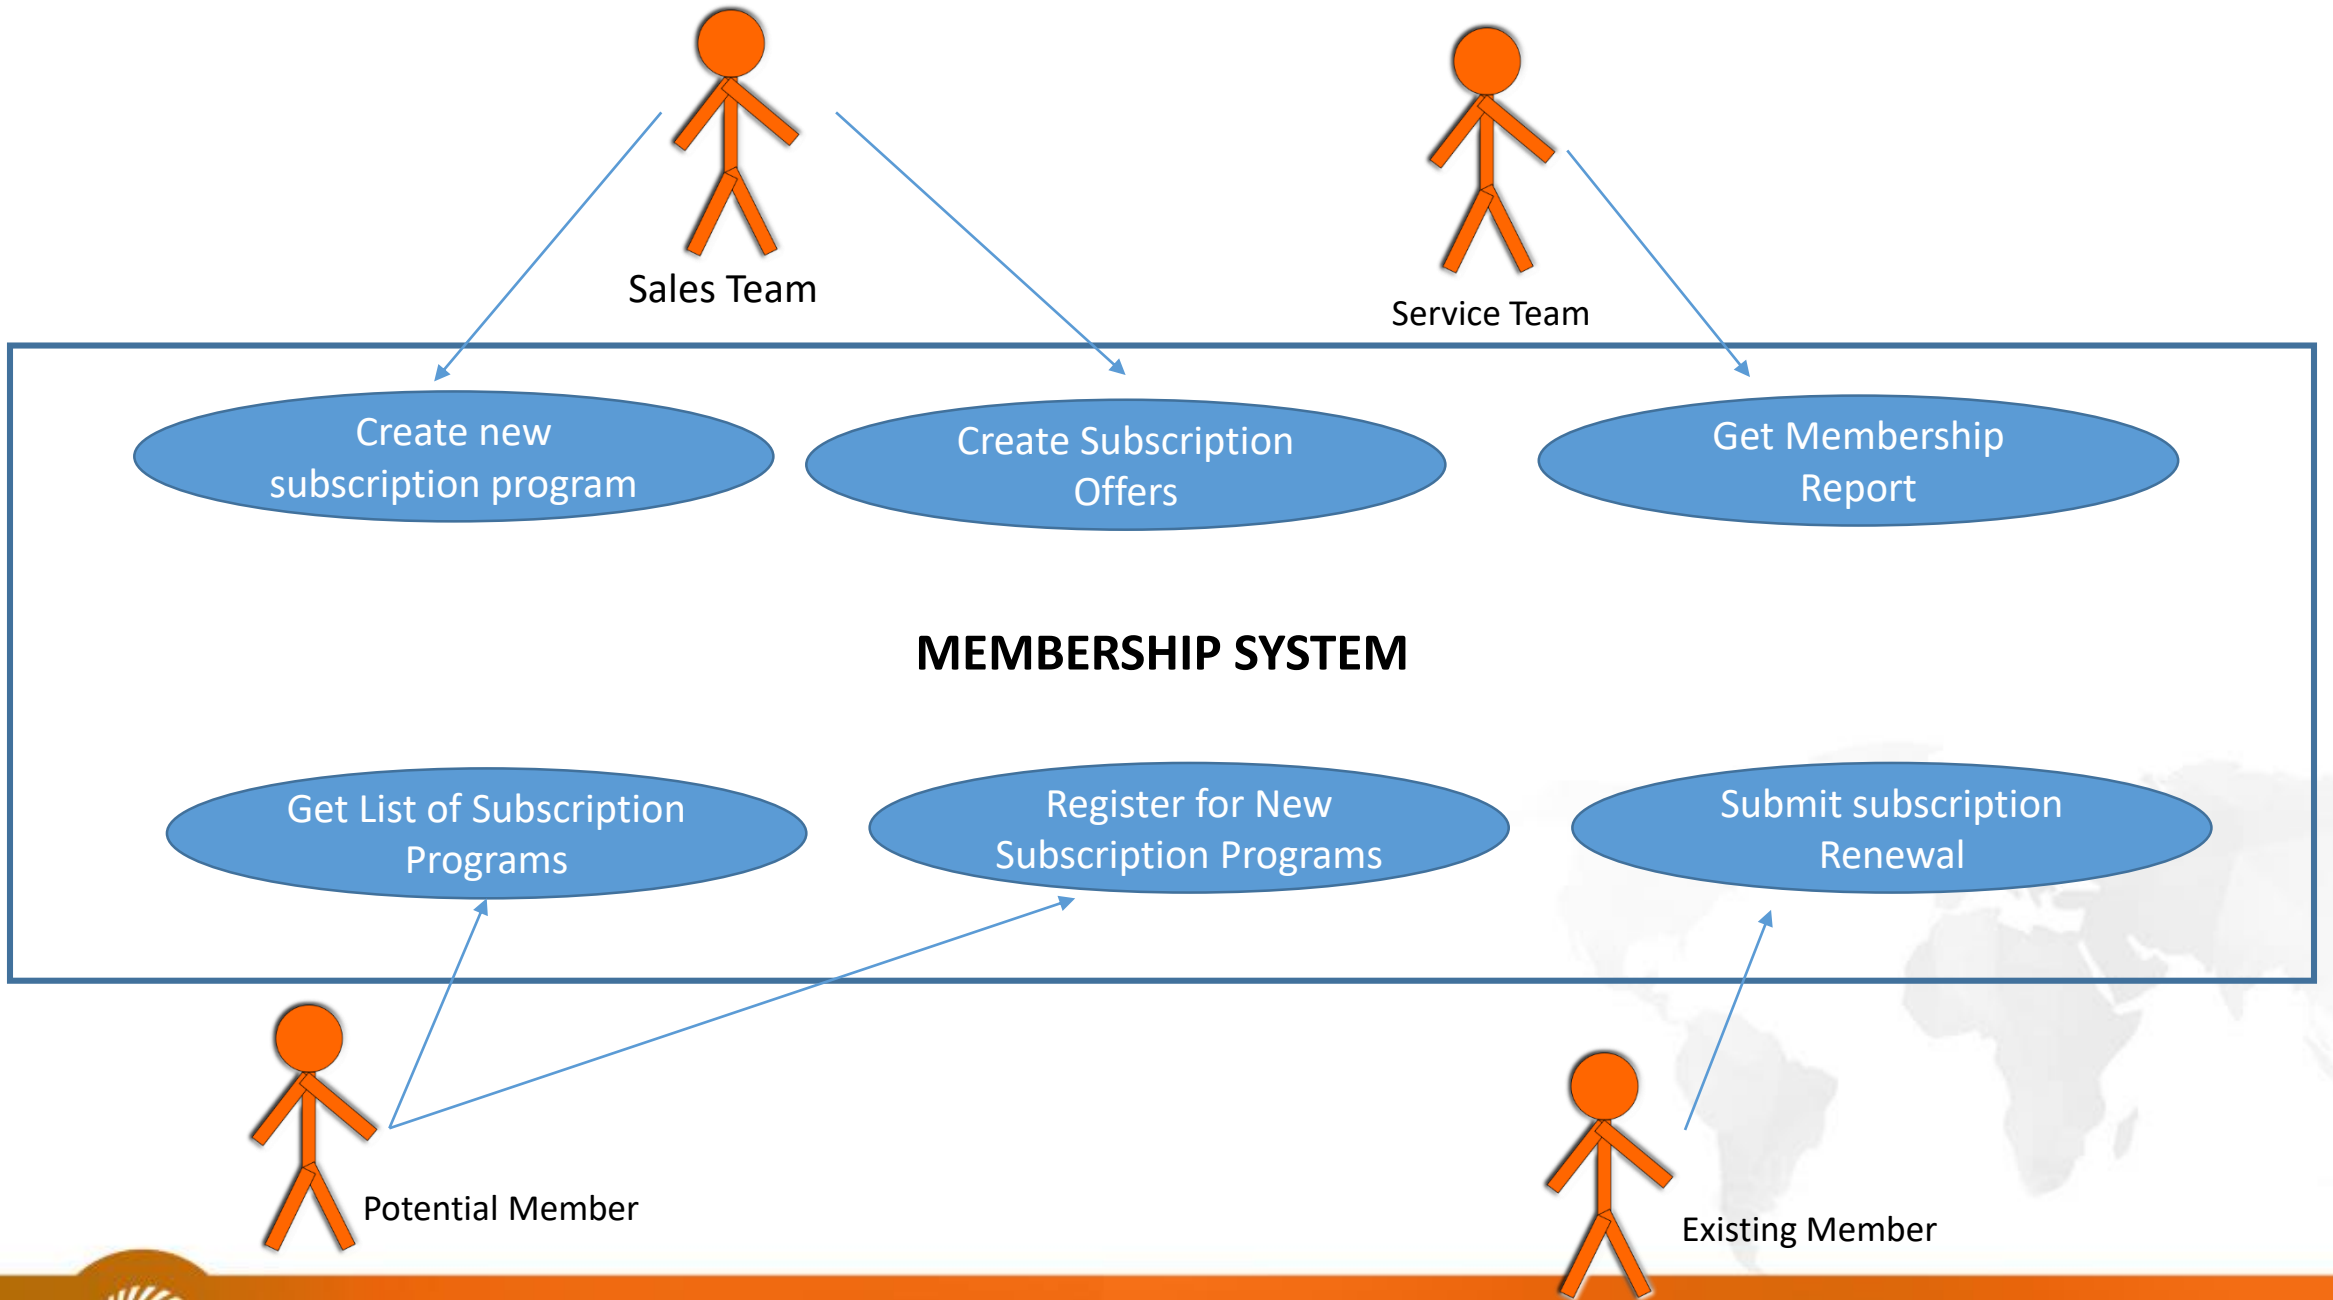 Sales Team
Service Team
Create new
subscription program
Create Subscription
Offers
Get Membership
Report
MEMBERSHIP SYSTEM
Get List of Subscription
Programs
Register for New
Subscription Programs
Submit subscription
Renewal
Potential Member
Existing Member